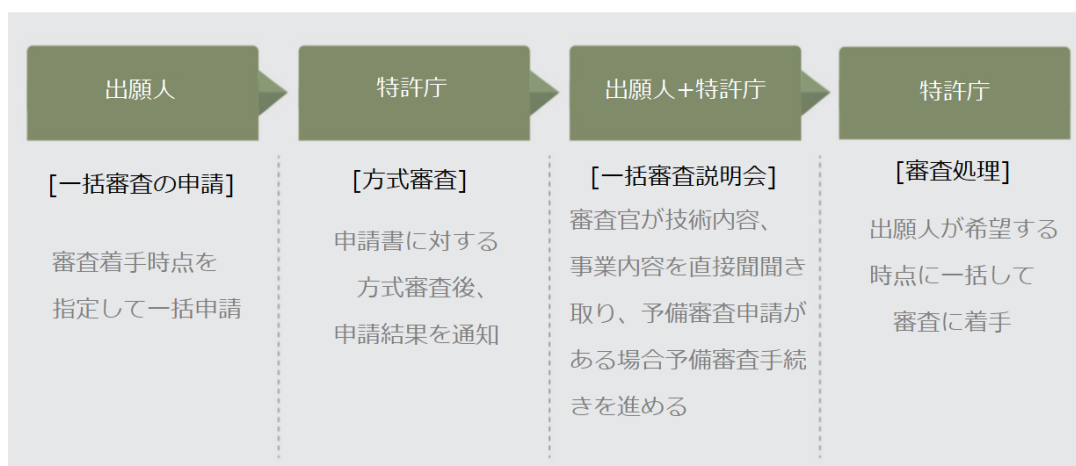 出願人
特許庁
出願人+特許庁
特許庁
[一括審査の申請]
審査着手時点を
指定して一括申請
[方式審査]
申請書に対する
方式審査後、
申請結果を通知
[一括審査説明会]
審査官が技術内容、
事業内容を直接聞聞き
取り、予備審査申請が
ある場合予備審査手続
きを進める
[審査処理]
出願人が希望する
時点に一括して
審査に着手